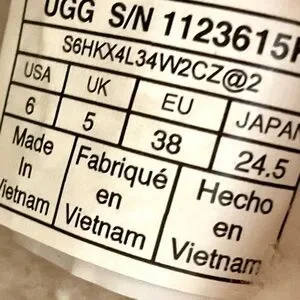 UGG S/N 1123615
S6HKX4L34W2CZ@2
USA UK EU JAPAN
6 5 38 24.5
Made Fabriqué Hecho
In en en
Vietnam Vietnam Vietnam